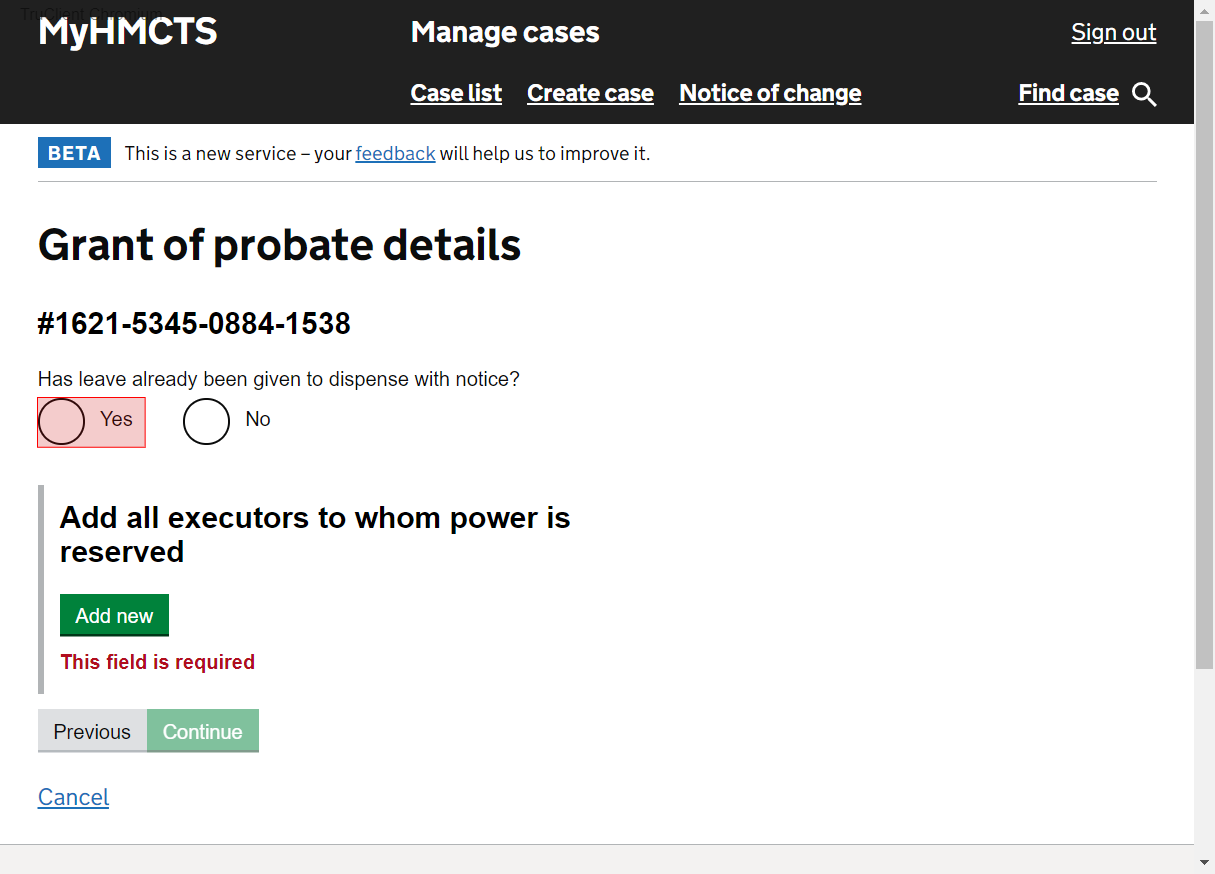 TruClient Chromium
MyHMCTS
Manage cases
Sign out
Case list Create case Notice of change Find case
BETA This is a new service – your feedback will help us to improve it.
Grant of probate details
#1621-5345-0884-1538
Has leave already been given to dispense with notice?
Yes No
Add all executors to whom power is
reserved
Add new
This field is required
Previous Continue
Cancel